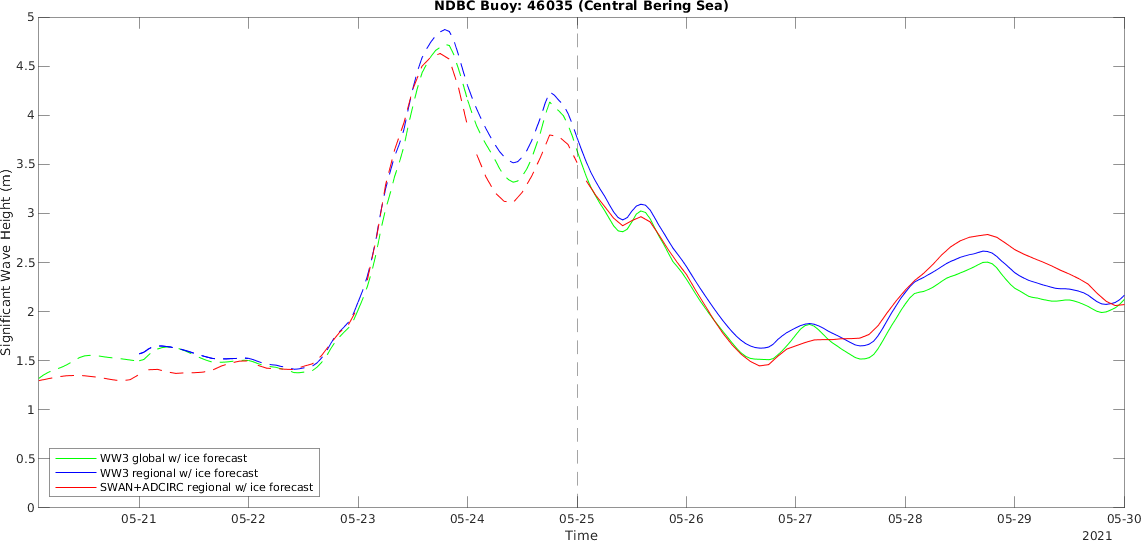 NDBC Buoy: 46035 (Central Bering Sea)
Significant Wave Height (m)
5
4.5
4
3.5
3
2.5
2
1.5
1
0.5
0
WW3 global w/ ice forecast
WW3 regional w/ ice forecast
SWAN+ADCIRC regional w/ ice forecast
05-21 05-22 05-23 05-24 05-25 05-26 05-27 05-28 05-29 05-30
Time
2021